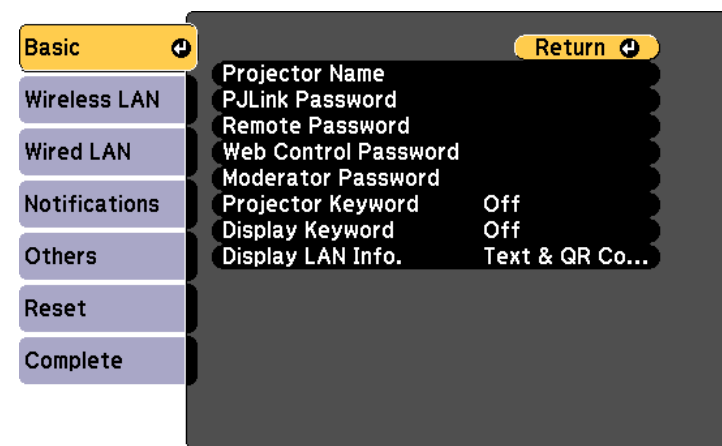 Basic
Wireless LAN
Wired LAN
Notifications
Others
Reset
Complete
Return
Projector Name
PJLink Password
Remote Password
Web Control Password
Moderator Password
Projector Keyword Off
Display Keyword Off
Display LAN Info. Text & QR Co...